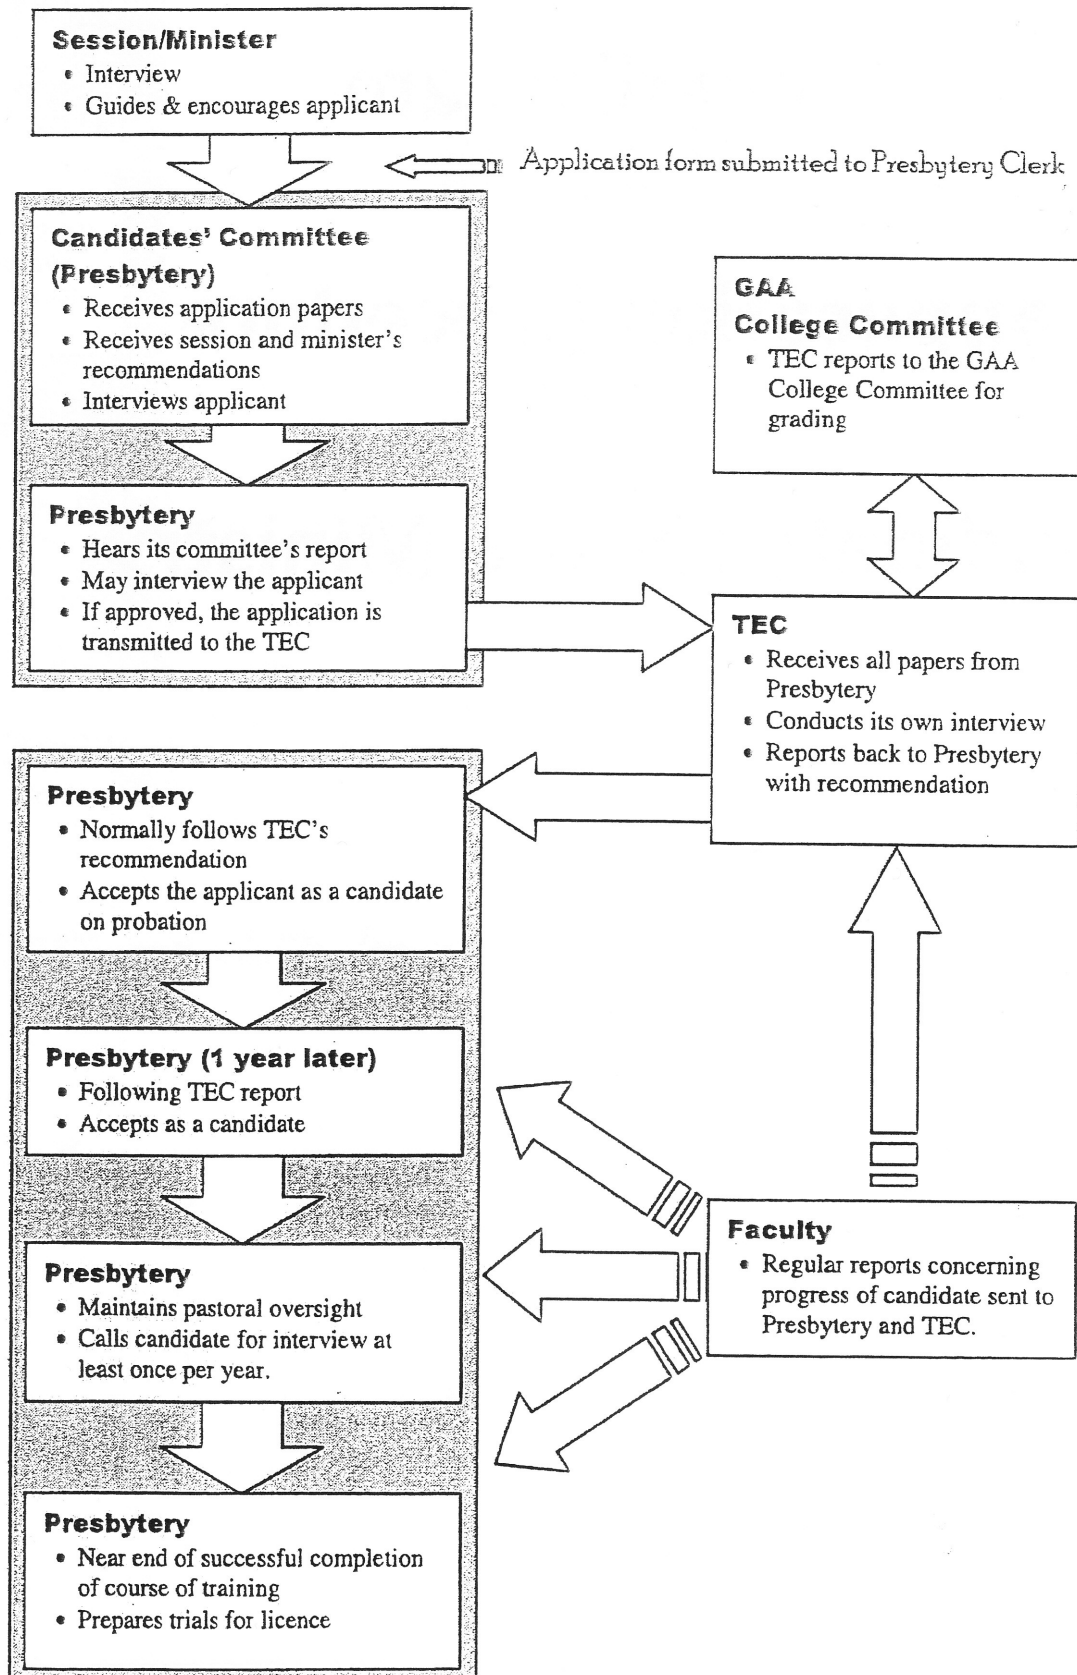 Session/Minister
• Interview
• Guides & encourages applicant
Application form submitted to Presbytery Clerk
Candidates' Committee
(Presbytery)
• Receives application papers
• Receives session and minister's
recommendations
• Interviews applicant
GAA
College Committee
• TEC reports to the GAA
College Committee for
grading
Presbytery
• Hears its committee's report
• May interview the applicant
• If approved, the application is
transmitted to the TEC
TEC
• Receives all papers from
Presbytery
• Conducts its own interview
• Reports back to Presbytery
with recommendation
Presbytery
• Normally follows TEC's
recommendation
• Accepts the applicant as a candidate
on probation
Presbytery (1 year later)
• Following TEC report
• Accepts as a candidate
Faculty
• Regular reports concerning
progress of candidate sent to
Presbytery and TEC.
Presbytery
• Maintains pastoral oversight
• Calls candidate for interview at
least once per year.
Presbytery
• Near end of successful completion
of course of training
• Prepares trials for licence